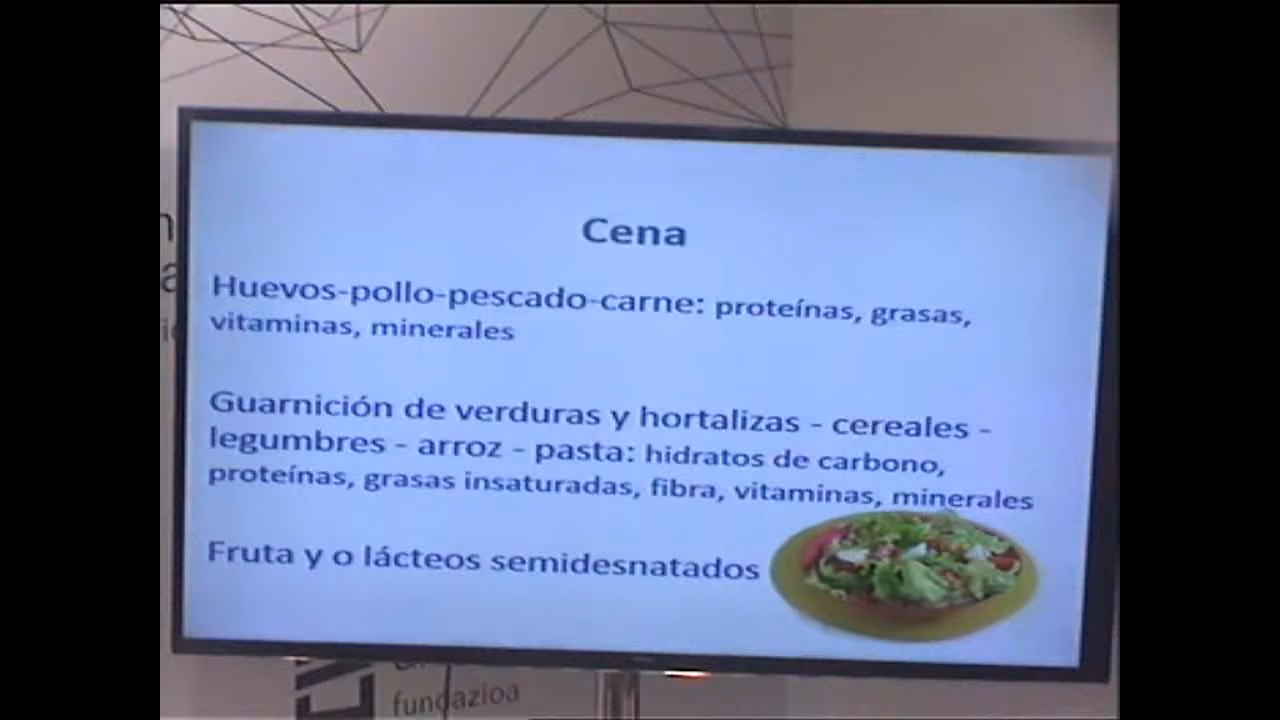 Cena
Huevos-pollo-pescado-carne: proteínas, grasas,
vitaminas, minerales
Guarnición de verduras y hortalizas - cereales -
legumbres - arroz - pasta: hidratos de carbono,
proteínas, grasas insaturadas, fibra, vitaminas, minerales
Fruta y o lácteos semidesnatados
fundazioa